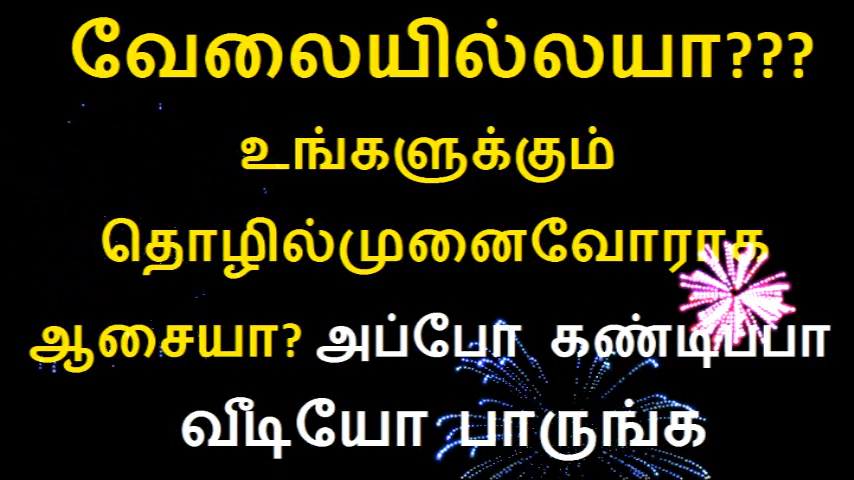 வேலையில்லயா???
உங்களுக்கும்
தொழில்முனைவோராக
ஆசையா? அப்போ கண்டிப்பா
வீடியோ பாருங்க